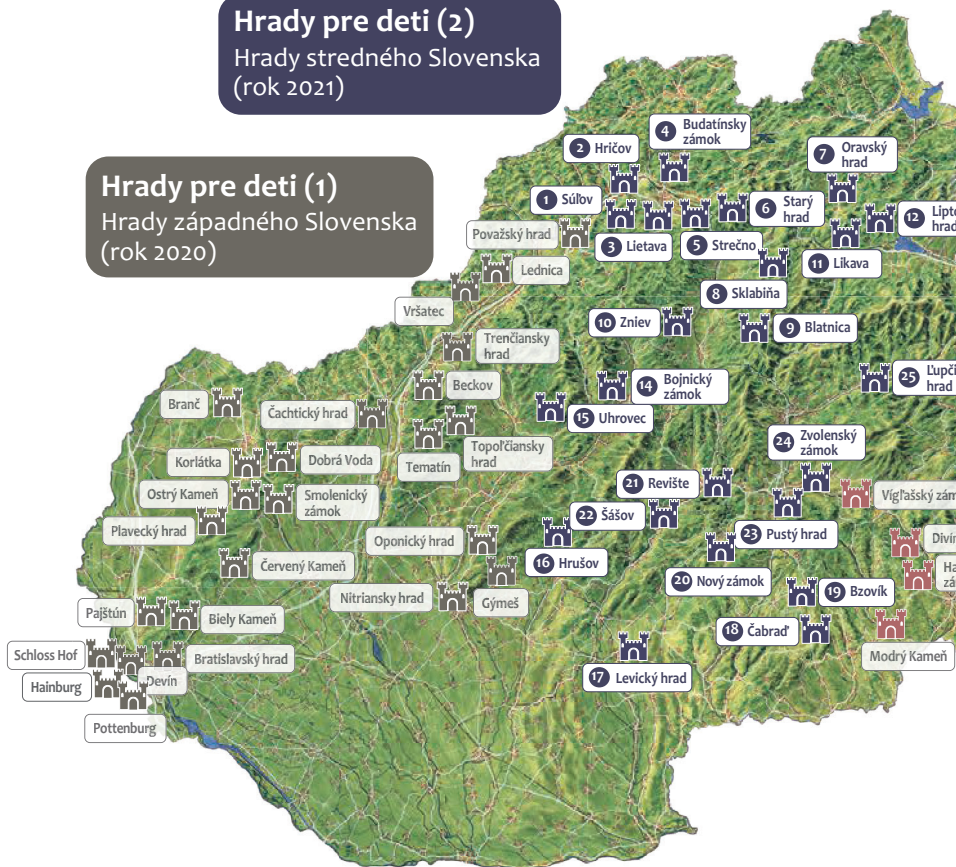 Hrady pre deti (2)
Hrady stredného Slovenska
(rok 2021)
Hrady pre deti (1)
Hrady západného Slovenska
(rok 2020)
4 Budatínsky
zámok
2 Hričov
7 Oravský
hrad
1 Súľov
6 Starý
hrad
12
hrad
Považský hrad
3 Lietava
5 Strečno
11 Likava
Lednica
8 Sklabiňa
Vršatec
10 Zniev
9 Blatnica
Trenčiansky
hrad
Beckov
14 Bojnický
zámok
25
hrad
Branč
Čachtický hrad
15 Uhrovec
24 Zvolenský
zámok
Korlátka
Dobrá Voda
Tematín
Topoľčiansky
hrad
21 Revište
Ostrý Kameň
Smolenický
zámok
Vígľašský
Plavecký hrad
22 Šášov
23 Pustý hrad
Oponický hrad
16 Hrušov
Červený Kameň
20 Nový zámok
Nitriansky hrad
Gýmeš
19 Bzovík
Pajštún
Biely Kameň
18 Čabraď
Schloss Hof
Bratislavský hrad
Modrý Kameň
Hainburg
Devín
17 Levický hrad
Pottenburg